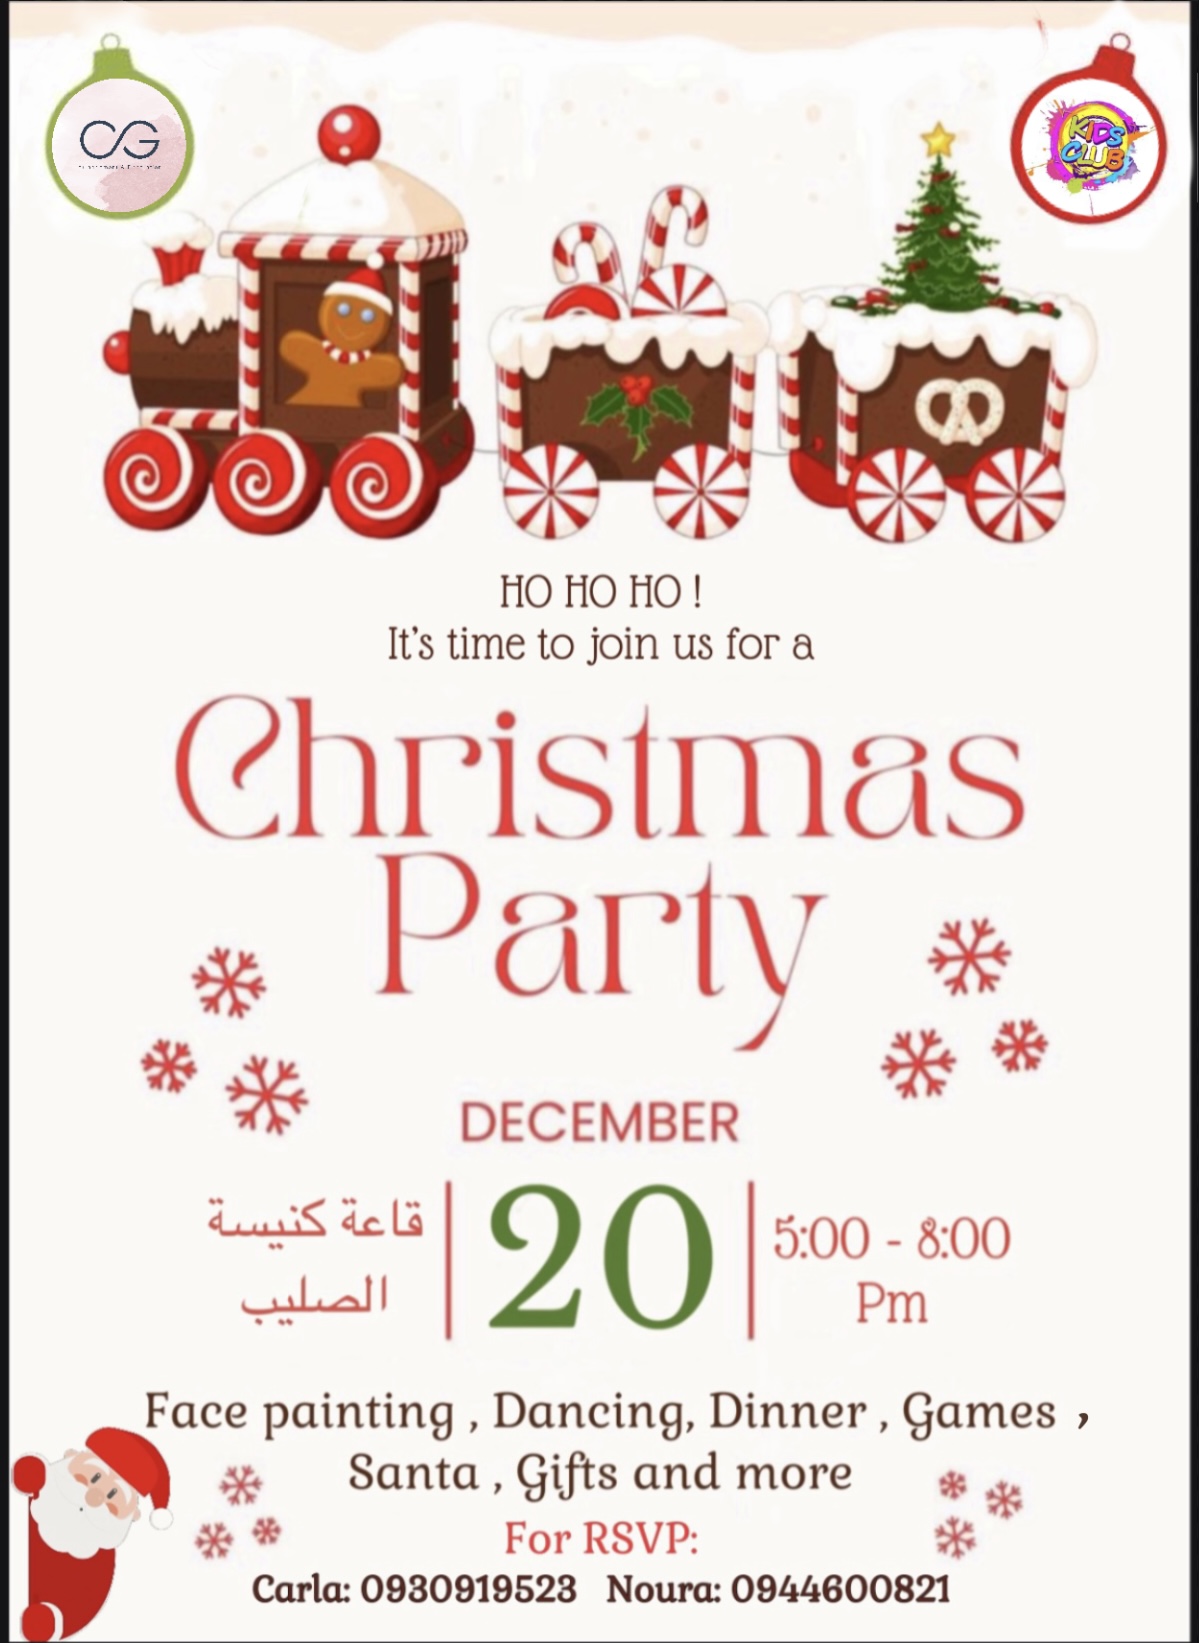 CG
KIDS
CLUB
HO HO HO !
It's time to join us for a
Christmas
Party
DECEMBER
قاعة كنيسة
الصليب
20
5:00 - 8:00
Pm
Face painting , Dancing, Dinner , Games ,
Santa , Gifts and more
For RSVP:
Carla: 0930919523 Noura: 0944600821